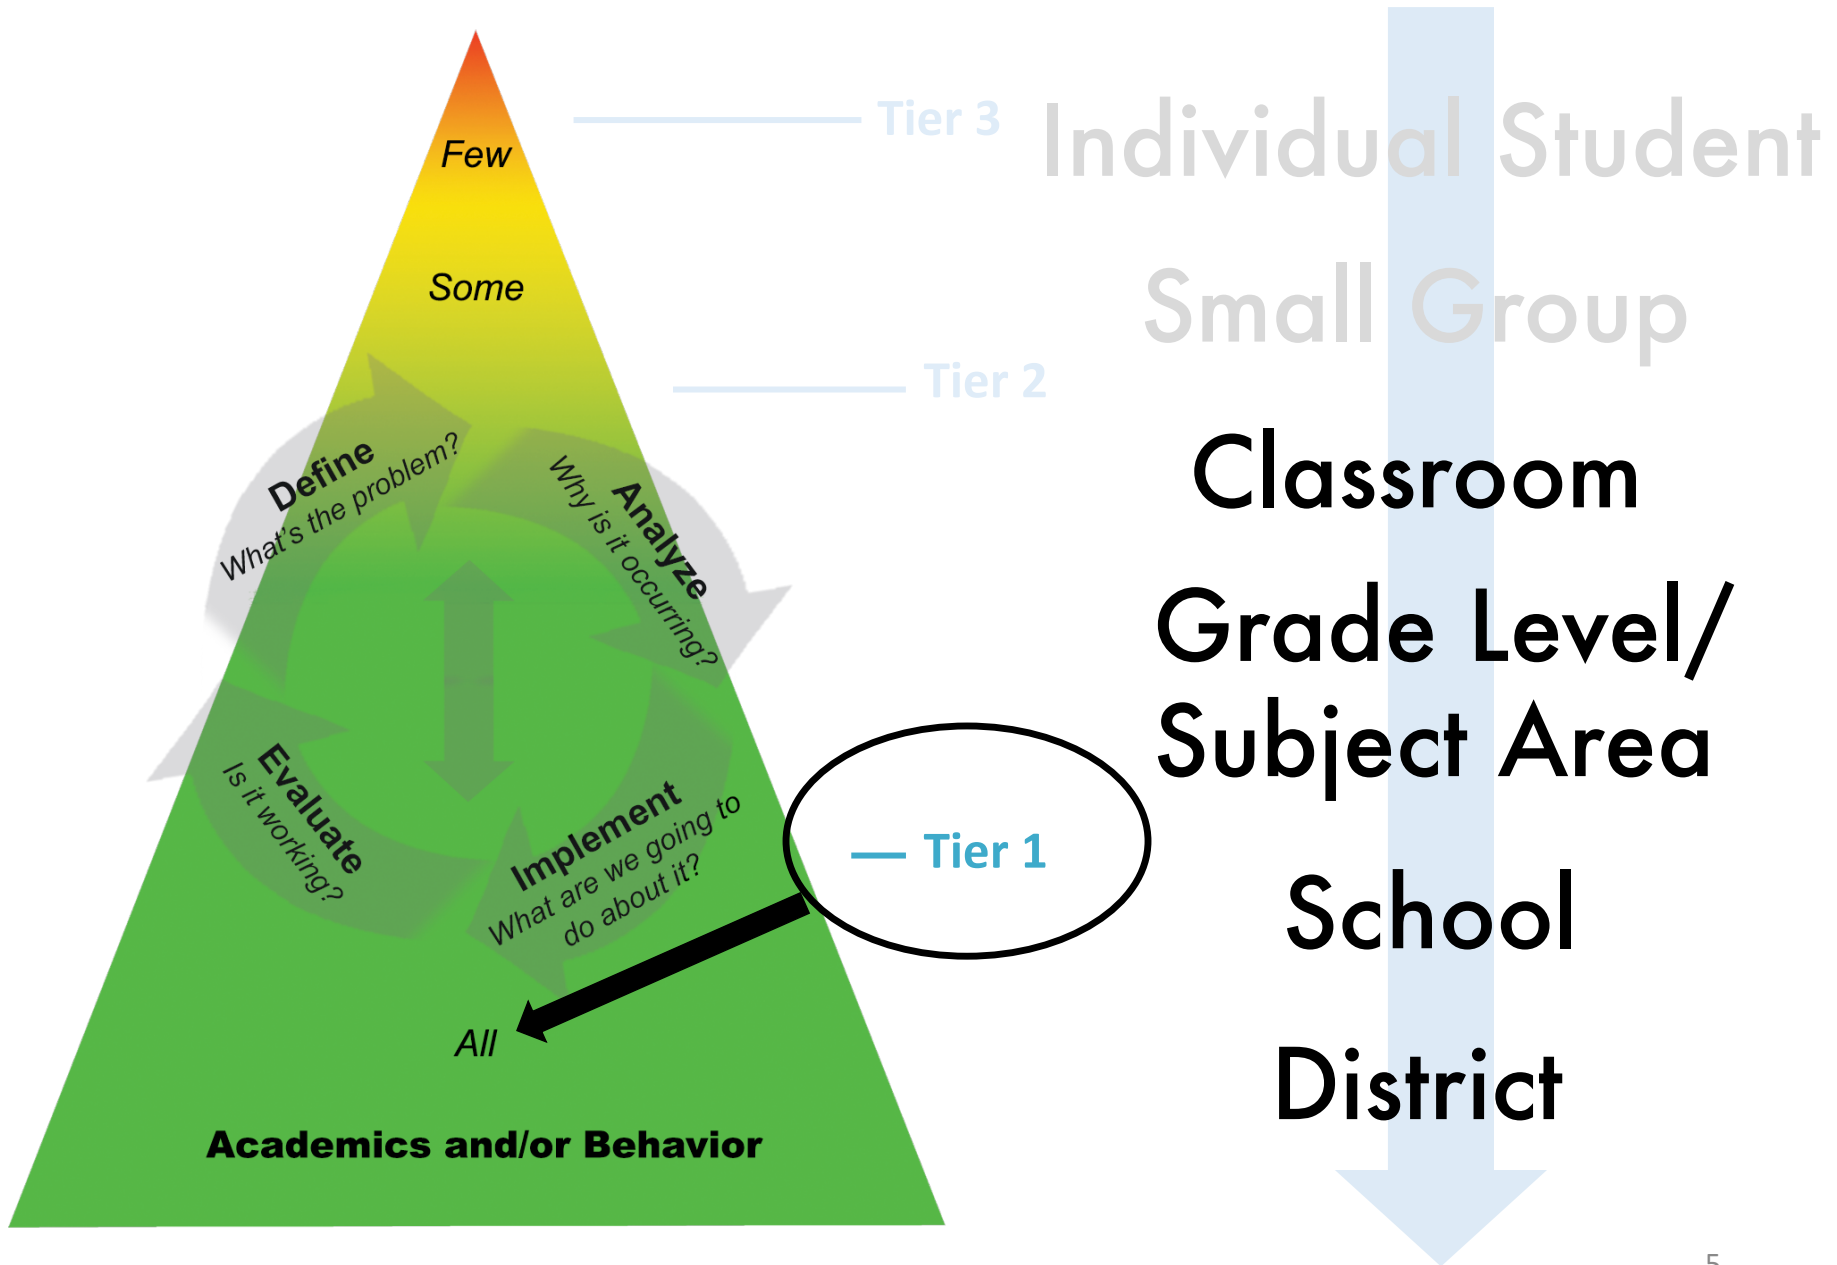 Few
Some
Define
What's the problem?
Analyze
Why is it occurring?
Implement
What are we going to
do about it?
Evaluate
Is it working?
All
Academics and/or Behavior
Tier 3
Tier 2
Tier 1
Individual Student
Small Group
Classroom
Grade Level/
Subject Area
School
District
5